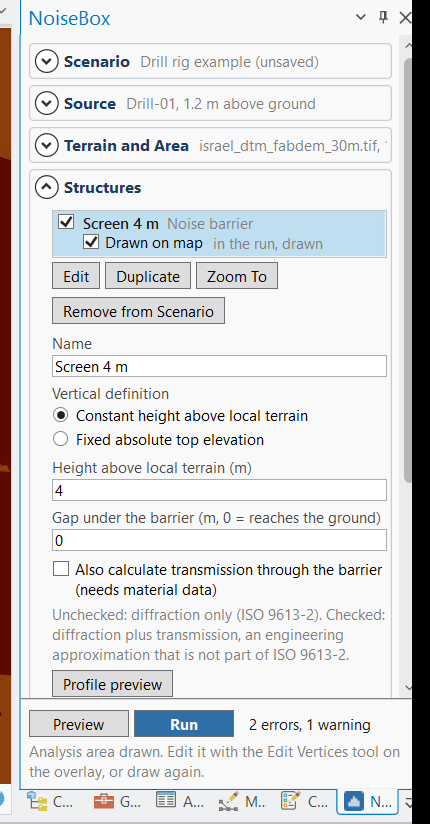 NoiseBox
Scenario Drill rig example (unsaved)
Source Drill-01, 1.2 m above ground
Terrain and Area israel_dtm_fabdem_30m.tif,
Structures
Screen 4 m Noise barrier
Drawn on map in the run, drawn
Edit Duplicate Zoom To
Remove from Scenario
Name
Screen 4 m
Vertical definition
Constant height above local terrain
Fixed absolute top elevation
Height above local terrain (m)
4
Gap under the barrier (m, 0 = reaches the ground)
0
Also calculate transmission through the barrier
(needs material data)
Unchecked: diffraction only (ISO 9613-2). Checked:
diffraction plus transmission, an engineering
approximation that is not part of ISO 9613-2.
Profile preview
Preview Run 2 errors, 1 warning
Analysis area drawn. Edit it with the Edit Vertices tool on
the overlay, or draw again.
C... G... A... M... C... N...